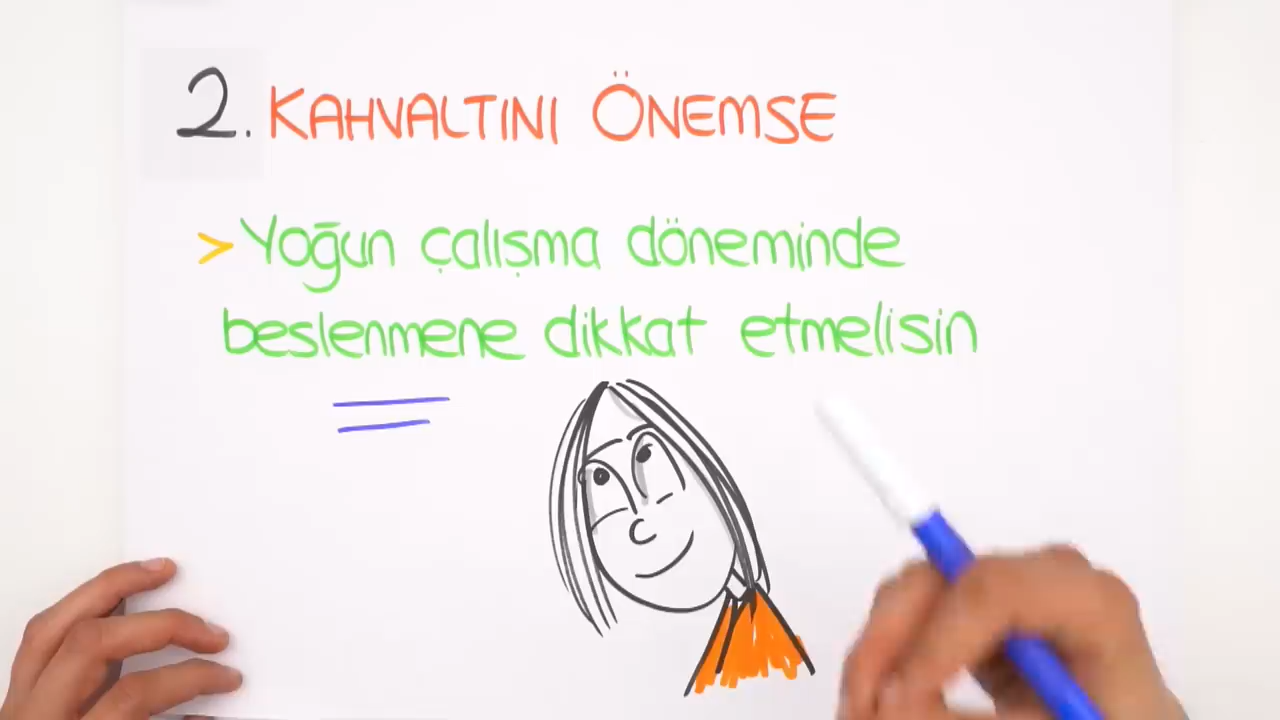 2. KAHVALTINI ÖNEMSE
> Yoğun çalışma döneminde
beslenmene dikkat etmelisin